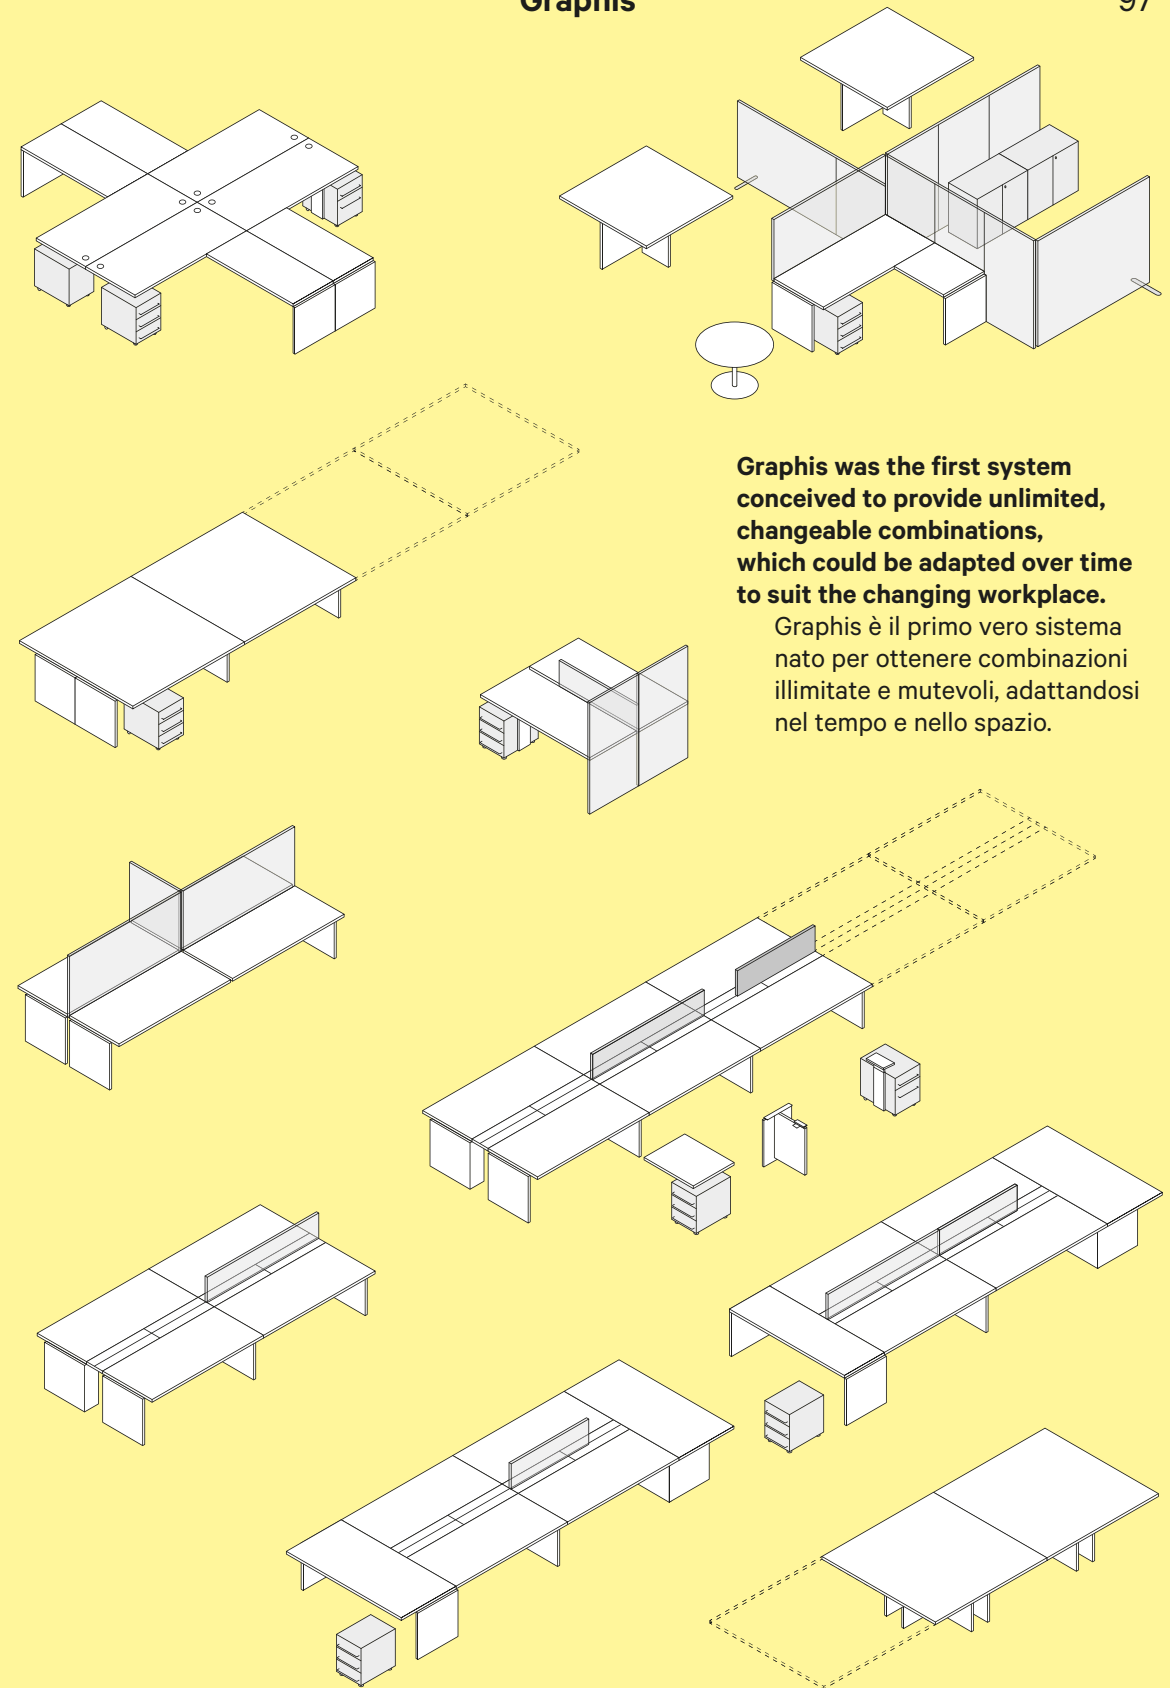 Graphis
97
Graphis was the first system
conceived to provide unlimited,
changeable combinations,
which could be adapted over time
to suit the changing workplace.
Graphis è il primo vero sistema
nato per ottenere combinazioni
illimitate e mutevoli, adattandosi
nel tempo e nello spazio.